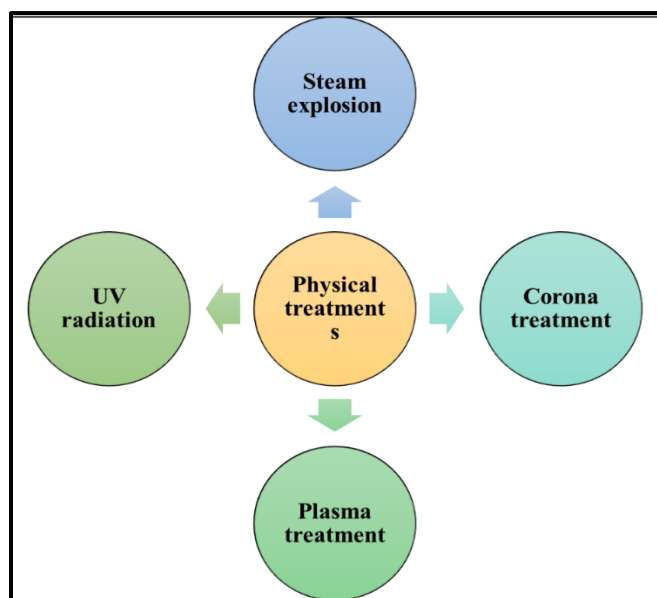 Steam
explosion
UV
radiation
Physical
treatment
s
Corona
treatment
Plasma
treatment